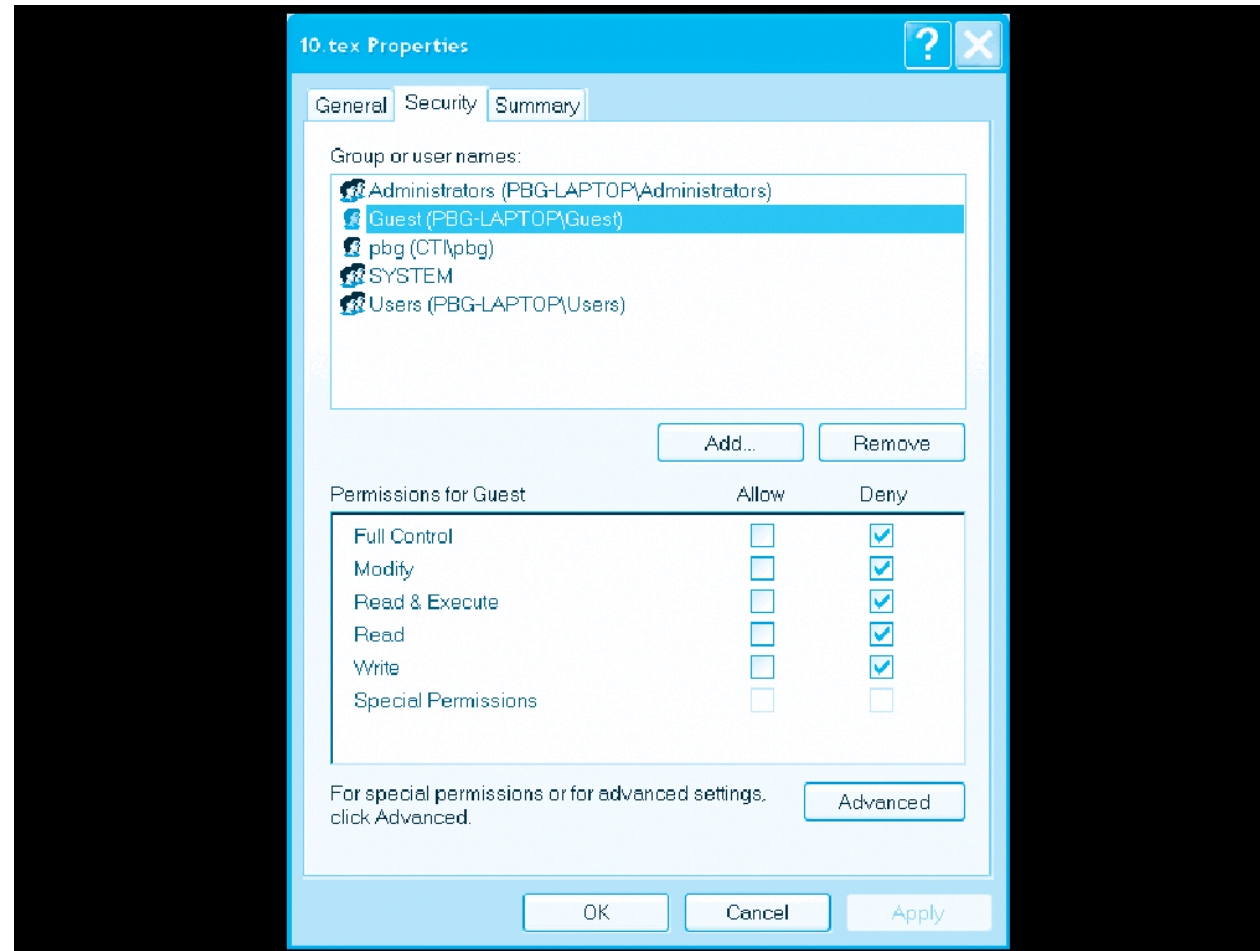 10.tex Properties
?
General Security Summary
Group or user names:
Administrators (PBG-LAPTOP\Administrators)
Guest (PBG-LAPTOP\Guest)
pbg (CTI\pbg)
SYSTEM
Users (PBG-LAPTOP\Users)
Add... Remove
Permissions for Guest Allow Deny
Full Control
Modify
Read & Execute
Read
Write
Special Permissions
For special permissions or for advanced settings,
click Advanced.
Advanced
OK Cancel Apply